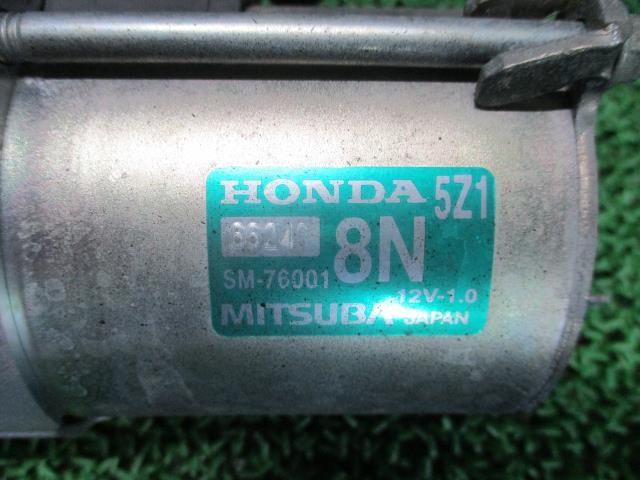 HONDA 5Z1
8N
SM-76001
12V-1.0
MITSUBA JAPAN